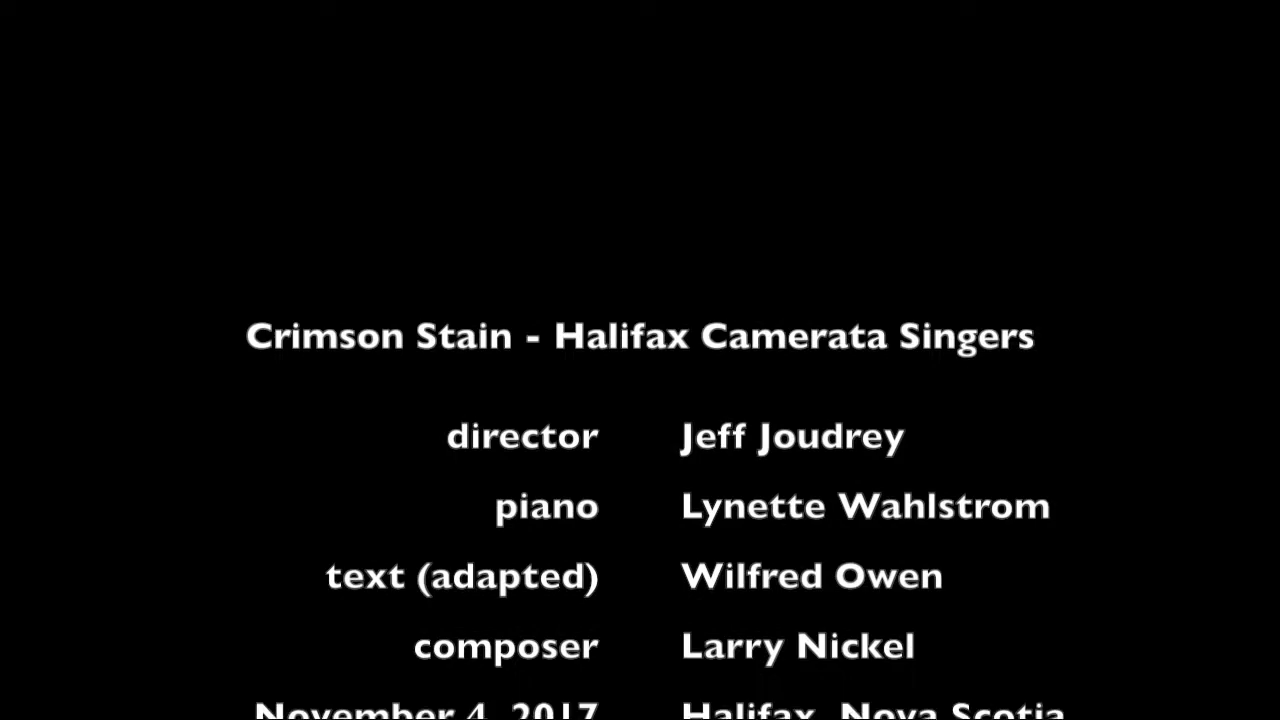 Crimson Stain - Halifax Camerata Singers
director Jeff Joudrey
piano Lynette Wahlstrom
text (adapted) Wilfred Owen
composer Larry Nickel
November 4, 2017 Halifax, Nova Scotia